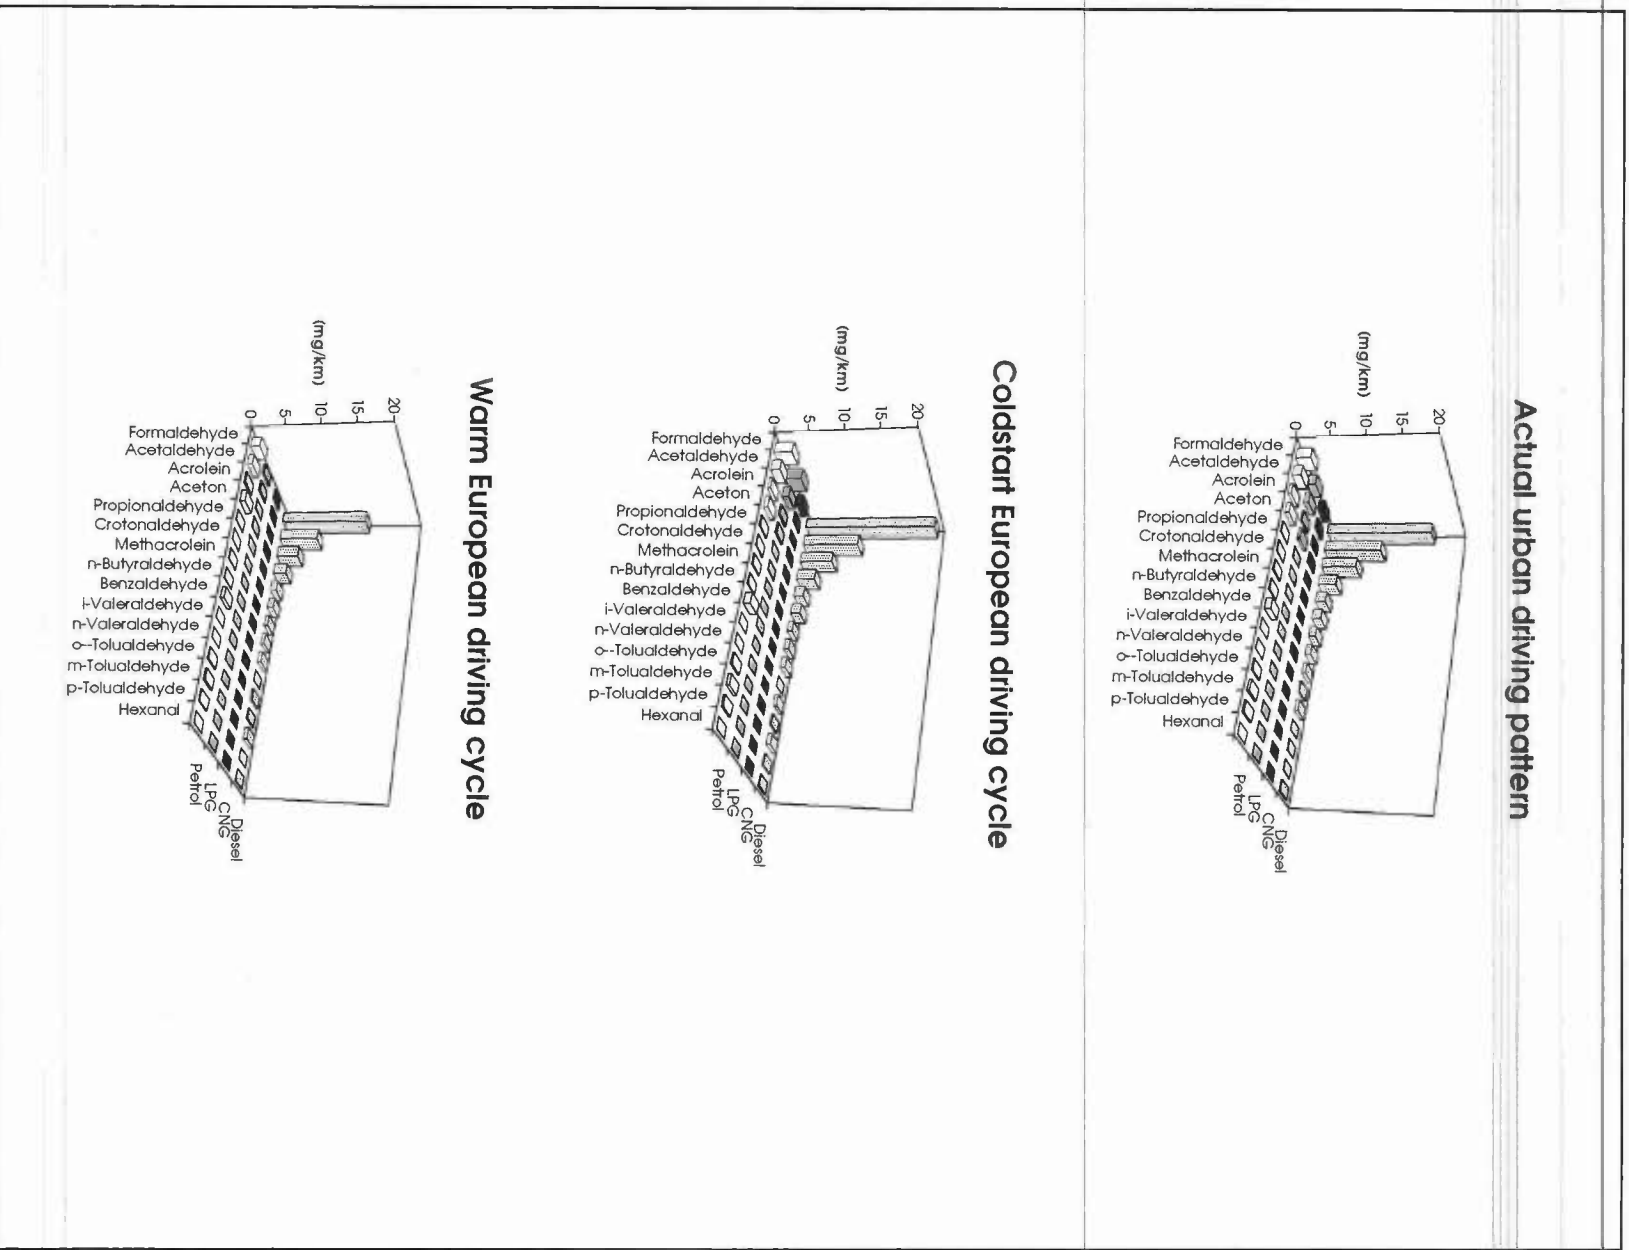 Actual urban driving pattern
(mg/km)
20
15
10
5
0
Formaldehyde
Acetaldehyde
Acrolein
Aceton
Propionaldehyde
Crotonaldehyde
Methacrolein
n-Butyraldehyde
Benzaldehyde
i-Valeraldehyde
n-Valeraldehyde
o--Tolualdehyde
m-Tolualdehyde
p-Tolualdehyde
Hexanal
Petrol
LPG
CNG
Diesel
Coldstart European driving cycle
(mg/km)
20
15
10
5
0
Formaldehyde
Acetaldehyde
Acrolein
Aceton
Propionaldehyde
Crotonaldehyde
Methacrolein
n-Butyraldehyde
Benzaldehyde
i-Valeraldehyde
n-Valeraldehyde
o--Tolualdehyde
m-Tolualdehyde
p-Tolualdehyde
Hexanal
Petrol
LPG
CNG
Diesel
Warm European driving cycle
(mg/km)
20
15
10
5
0
Formaldehyde
Acetaldehyde
Acrolein
Aceton
Propionaldehyde
Crotonaldehyde
Methacrolein
n-Butyraldehyde
Benzaldehyde
i-Valeraldehyde
n-Valeraldehyde
o--Tolualdehyde
m-Tolualdehyde
p-Tolualdehyde
Hexanal
Petrol
LPG
CNG
Diesel